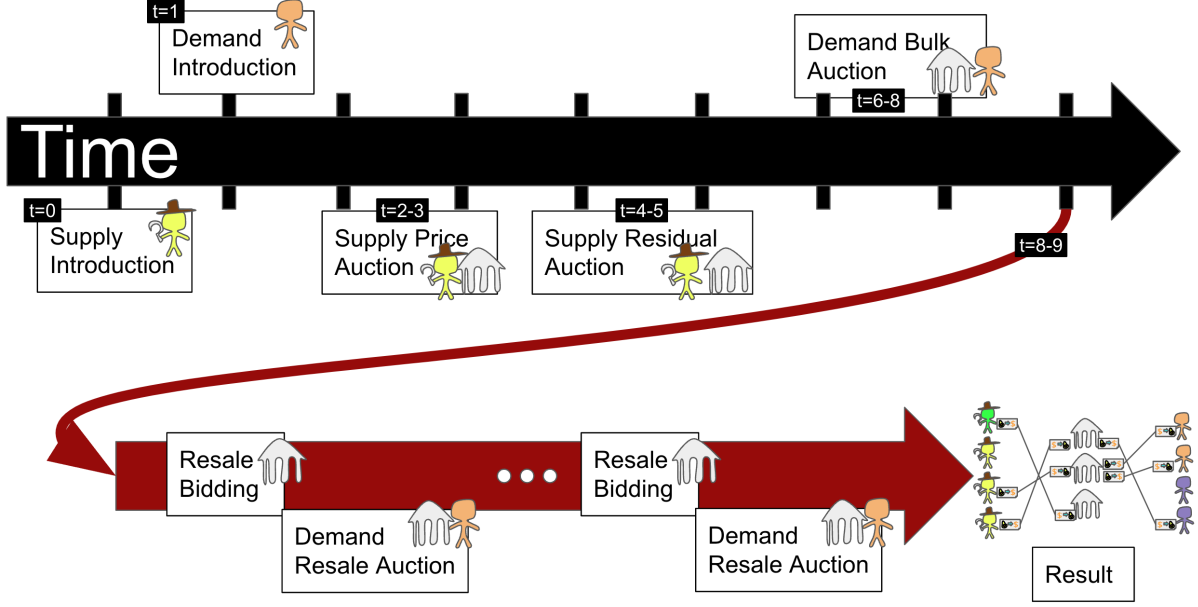 t=1
Demand
Introduction
Demand Bulk
Auction
t=6-8
Time
t=0
Supply
Introduction
t=2-3
Supply Price
Auction
t=4-5
Supply Residual
Auction
t=8-9
Resale
Bidding
Demand
Resale Auction
Resale
Bidding
Demand
Resale Auction
Result